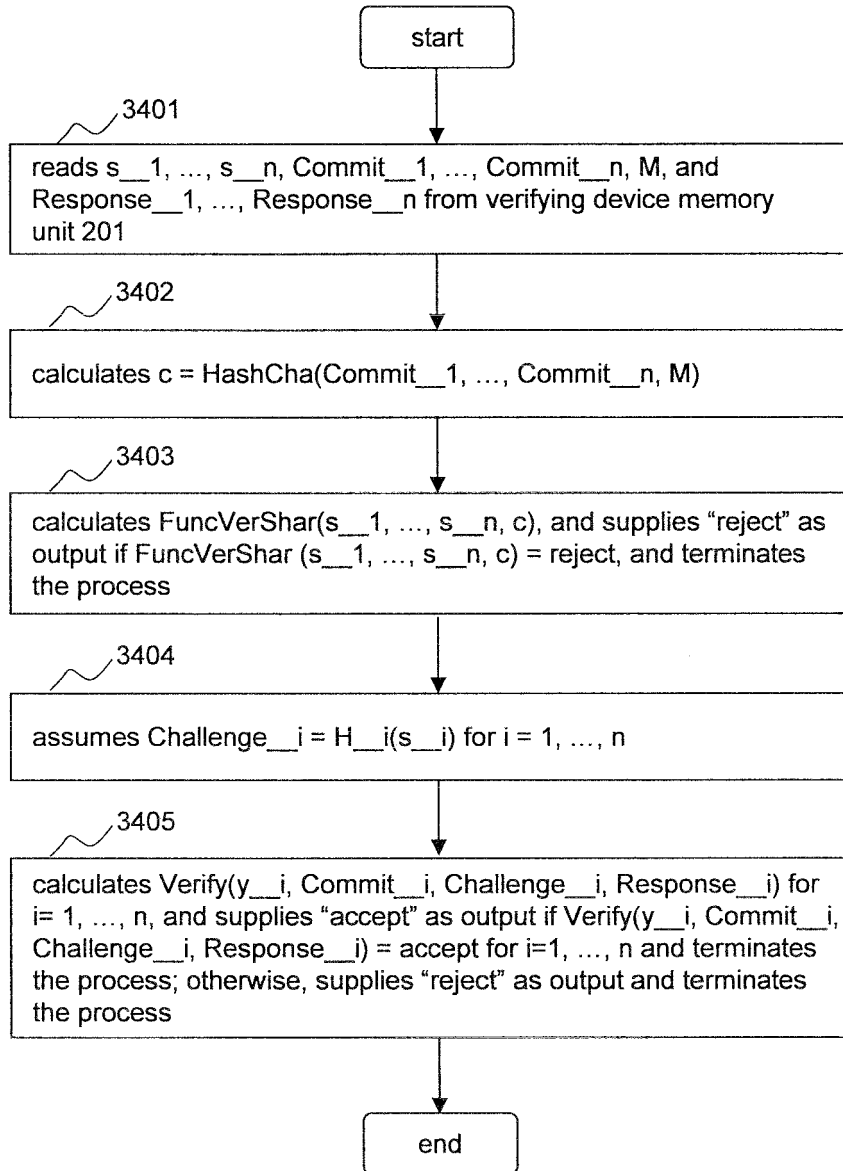 start
3401
reads s__1, ..., s__n, Commit__1, ..., Commit__n, M, and
Response__1, ..., Response__n from verifying device memory
unit 201
3402
calculates c = HashCha(Commit__1, ..., Commit__n, M)
3403
calculates FuncVerShar(s__1, ..., s__n, c), and supplies “reject” as
output if FuncVerShar (s__1, ..., s__n, c) = reject, and terminates
the process
3404
assumes Challenge__i = H__i(s__i) for i = 1, ..., n
3405
calculates Verify(y__i, Commit__i, Challenge__i, Response__i) for
i= 1, ..., n, and supplies “accept” as output if Verify(y__i, Commit__i,
Challenge__i, Response__i) = accept for i=1, ..., n and terminates
the process; otherwise, supplies “reject” as output and terminates
the process
end